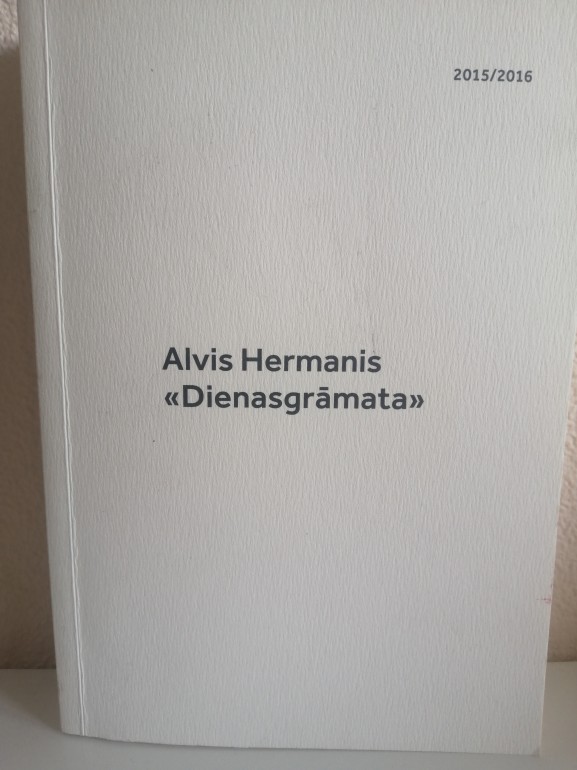 2015/2016
Alvis Hermanis
«Dienasgrāmata»